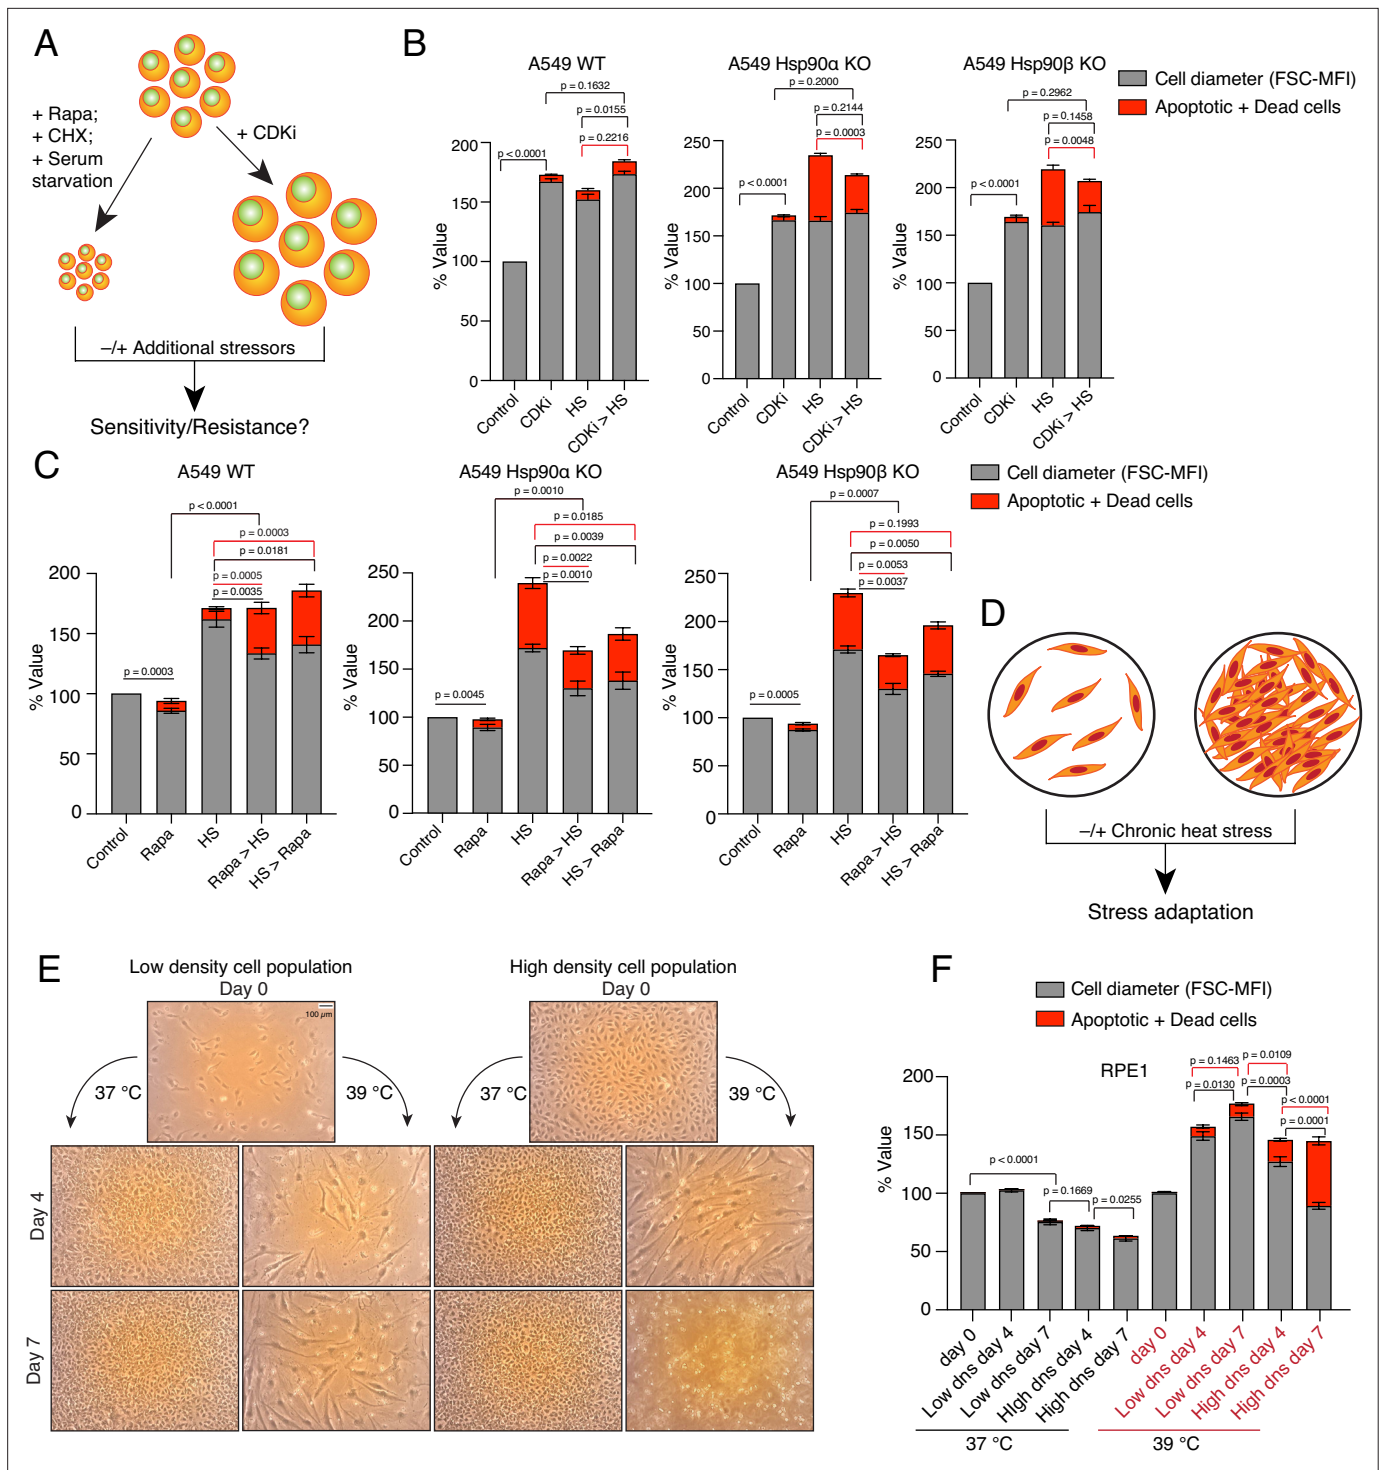 A
+ Rapa;
+ CHX;
+ Serum
starvation
+ CDKi
–/+ Additional stressors
Sensitivity/Resistance?
B
A549 WT
p = 0.1632
p = 0.0155
p = 0.2216
p < 0.0001
% Value
200
150
100
50
0
Control
CDKi
HS
CDKi > HS
A549 Hsp90α KO
p = 0.2000
p = 0.2144
p = 0.0003
p < 0.0001
% Value
250
200
150
100
50
0
Control
CDKi
HS
CDKi > HS
A549 Hsp90β KO
p = 0.2962
p = 0.1458
p = 0.0048
p < 0.0001
% Value
250
200
150
100
50
0
Control
CDKi
HS
CDKi > HS
Cell diameter (FSC-MFI)
Apoptotic + Dead cells
C
A549 WT
p < 0.0001
p = 0.0003
p = 0.0181
p = 0.0005
p = 0.0035
p = 0.0003
% Value
200
150
100
50
0
Control
Rapa
HS
Rapa > HS
HS > Rapa
A549 Hsp90α KO
p = 0.0010
p = 0.0185
p = 0.0039
p = 0.0022
p = 0.0010
p = 0.0045
% Value
250
200
150
100
50
0
Control
Rapa
HS
Rapa > HS
HS > Rapa
A549 Hsp90β KO
p = 0.0007
p = 0.1993
p = 0.0050
p = 0.0053
p = 0.0037
p = 0.0005
% Value
250
200
150
100
50
0
Control
Rapa
HS
Rapa > HS
HS > Rapa
Cell diameter (FSC-MFI)
Apoptotic + Dead cells
D
–/+ Chronic heat stress
Stress adaptation
E
Low density cell population
Day 0
100 µm
37 °C
39 °C
High density cell population
Day 0
37 °C
39 °C
Day 4
Day 7
F
Cell diameter (FSC-MFI)
Apoptotic + Dead cells
RPE1
p = 0.1463
p = 0.0109
p = 0.0130
p = 0.0003
p < 0.0001
p = 0.0001
p < 0.0001
p = 0.1669
p = 0.0255
% Value
200
150
100
50
0
day 0
Low dns day 4
Low dns day 7
HIgh dns day 4
High dns day 7
day 0
Low dns day 4
Low dns day 7
High dns day 4
High dns day 7
37 °C
39 °C